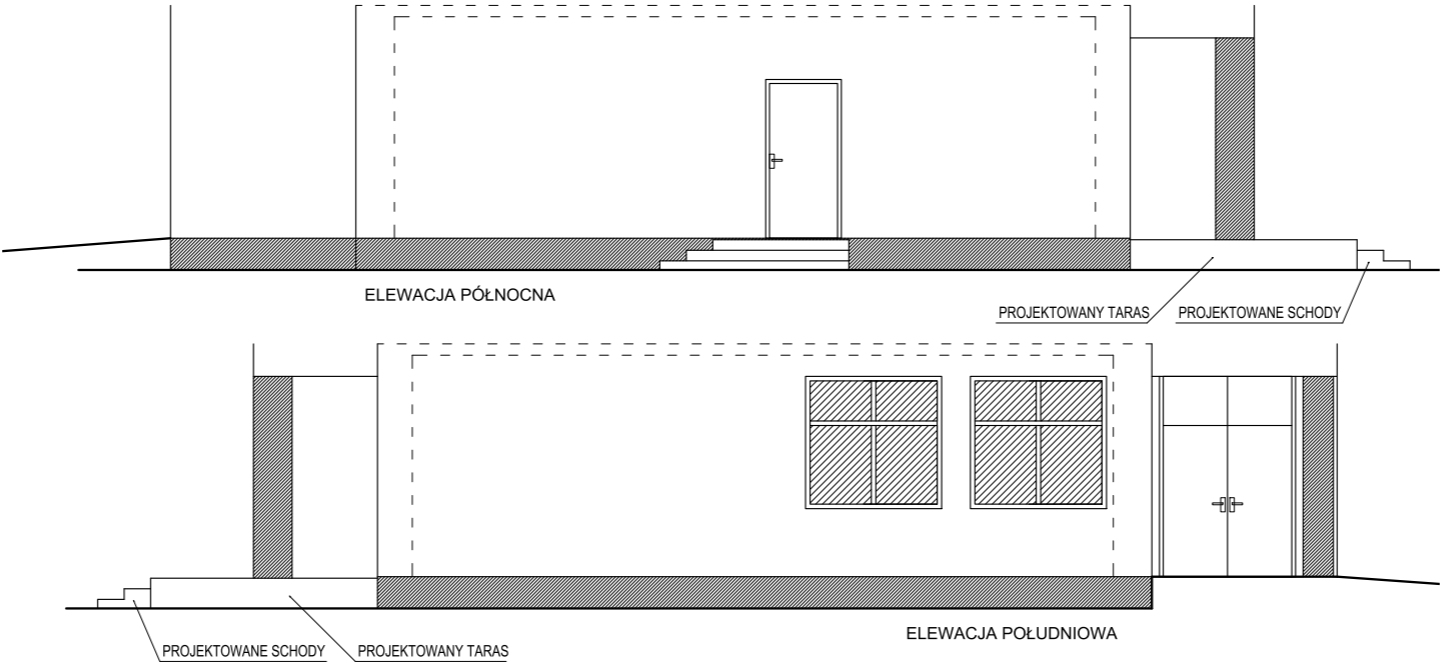 ELEWACJA PÓŁNOCNA
PROJEKTOWANY TARAS
PROJEKTOWANE SCHODY
ELEWACJA POŁUDNIOWA
PROJEKTOWANE SCHODY
PROJEKTOWANY TARAS